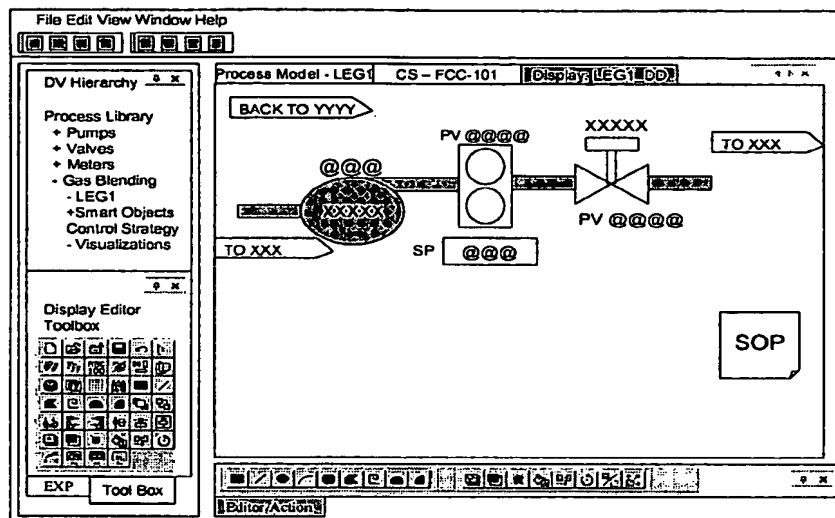 File Edit View Window Help
DV Hierarchy
Process Library
+ Pumps
+ Valves
+ Meters
- Gas Blending
- LEG1
+Smart Objects
Control Strategy
- Visualizations
Display Editor
Toolbox
EXP
Tool Box
Process Model - LEG1
CS – FCC-101
Display: LEG1_DD
BACK TO YYYY
PV @@@@
XXXXX
TO XXX
@@@
XXXXX
PV @@@@
TO XXX
SP
@@@
SOP
Editor/Action